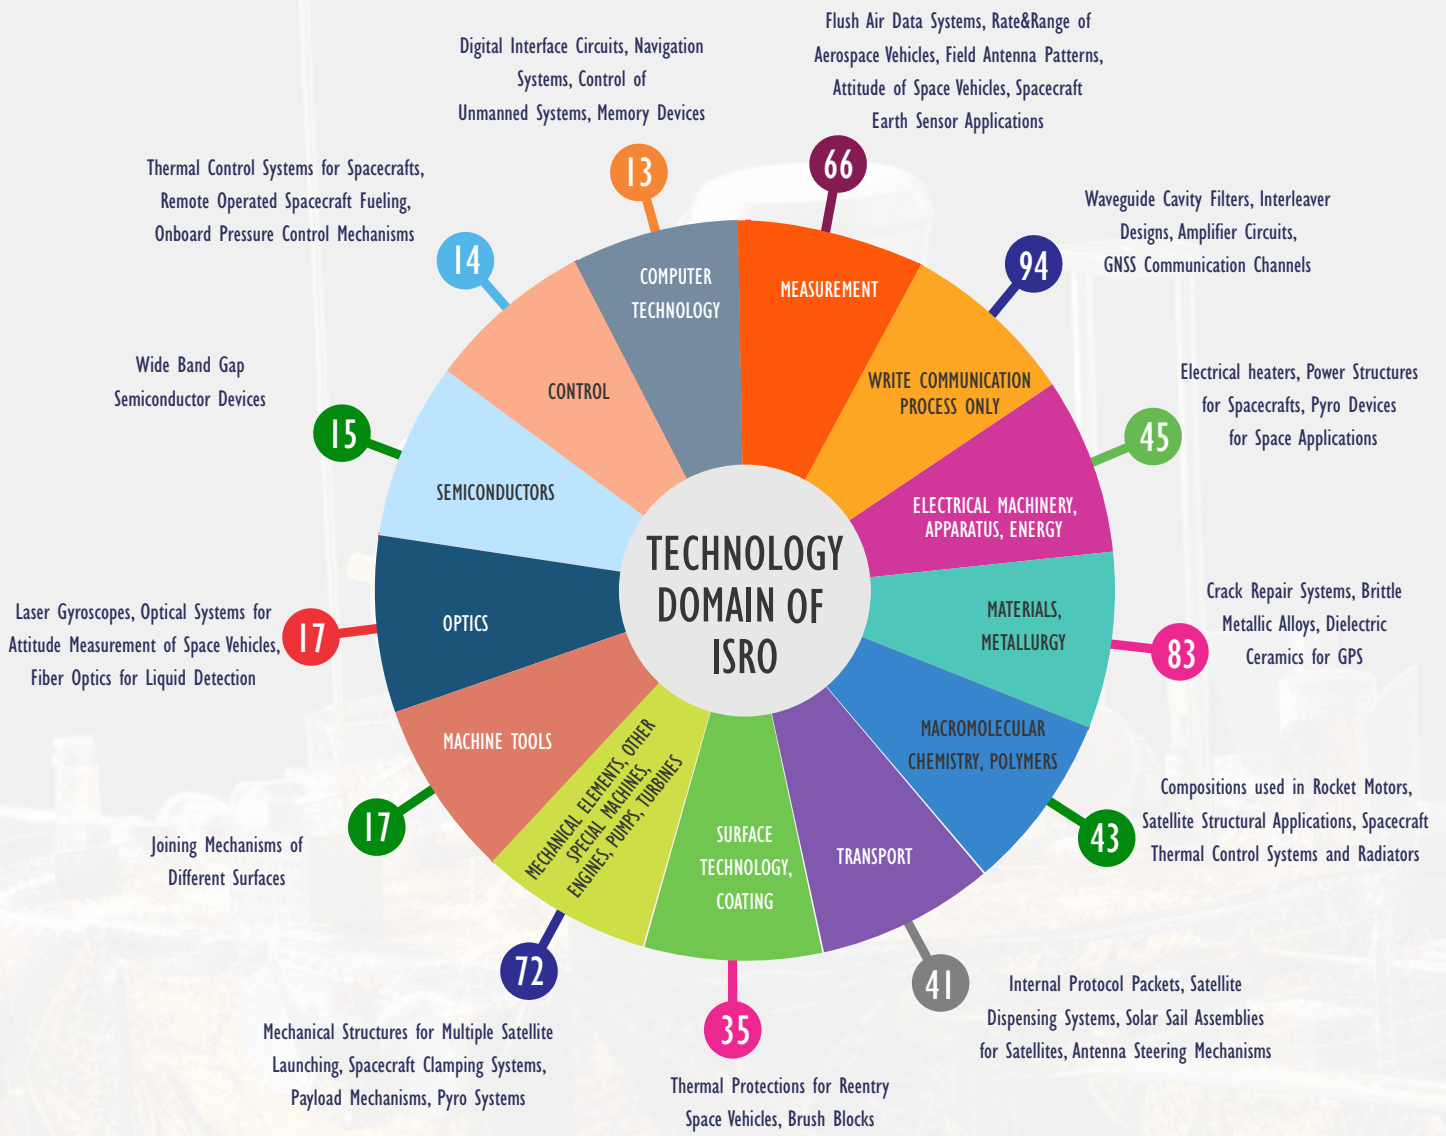 Flush Air Data Systems, Rate&Range of
Aerospace Vehicles, Field Antenna Patterns,
Attitude of Space Vehicles, Spacecraft
Earth Sensor Applications
66
MEASUREMENT
Waveguide Cavity Filters, Interleaver
Designs, Amplifier Circuits,
GNSS Communication Channels
94
WRITE COMMUNICATION
PROCESS ONLY
Electrical heaters, Power Structures
for Spacecrafts, Pyro Devices
for Space Applications
45
ELECTRICAL MACHINERY,
APPARATUS, ENERGY
Crack Repair Systems, Brittle
Metallic Alloys, Dielectric
Ceramics for GPS
83
MATERIALS,
METALLURGY
Compositions used in Rocket Motors,
Satellite Structural Applications, Spacecraft
Thermal Control Systems and Radiators
43
MACROMOLECULAR
CHEMISTRY, POLYMERS
Internal Protocol Packets, Satellite
Dispensing Systems, Solar Sail Assemblies
for Satellites, Antenna Steering Mechanisms
41
TRANSPORT
Thermal Protections for Reentry
Space Vehicles, Brush Blocks
35
SURFACE
TECHNOLOGY,
COATING
Mechanical Structures for Multiple Satellite
Launching, Spacecraft Clamping Systems,
Payload Mechanisms, Pyro Systems
72
MECHANICAL ELEMENTS, OTHER
SPECIAL MACHINES,
ENGINES, PUMPS, TURBINES
Joining Mechanisms of
Different Surfaces
17
MACHINE TOOLS
Laser Gyroscopes, Optical Systems for
Attitude Measurement of Space Vehicles,
Fiber Optics for Liquid Detection
17
OPTICS
Wide Band Gap
Semiconductor Devices
15
SEMICONDUCTORS
Thermal Control Systems for Spacecrafts,
Remote Operated Spacecraft Fueling,
Onboard Pressure Control Mechanisms
14
CONTROL
Digital Interface Circuits, Navigation
Systems, Control of
Unmanned Systems, Memory Devices
13
COMPUTER
TECHNOLOGY
TECHNOLOGY
DOMAIN OF
ISRO